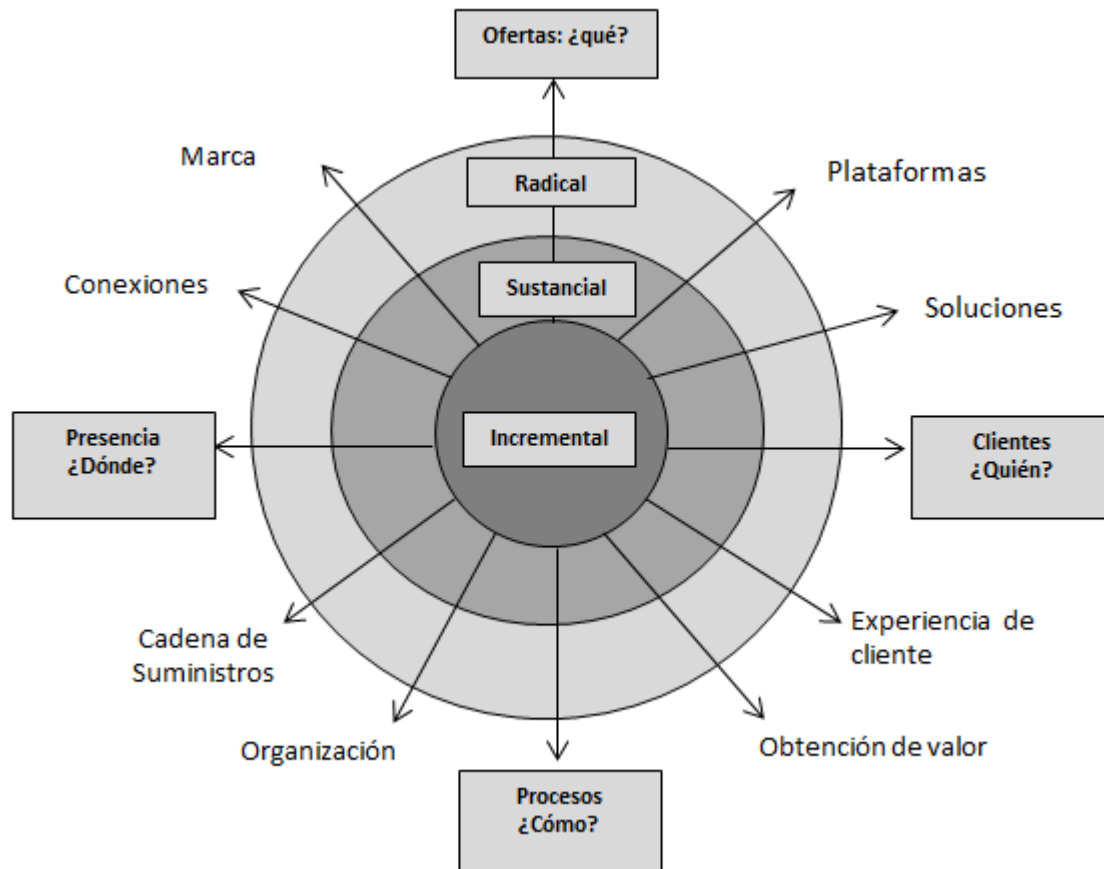 Ofertas: ¿qué?
Marca
Radical
Plataformas
Conexiones
Sustancial
Soluciones
Presencia
¿Dónde?
Incremental
Clientes
¿Quién?
Cadena de
Suministros
Experiencia de
cliente
Organización
Obtención de valor
Procesos
¿Cómo?